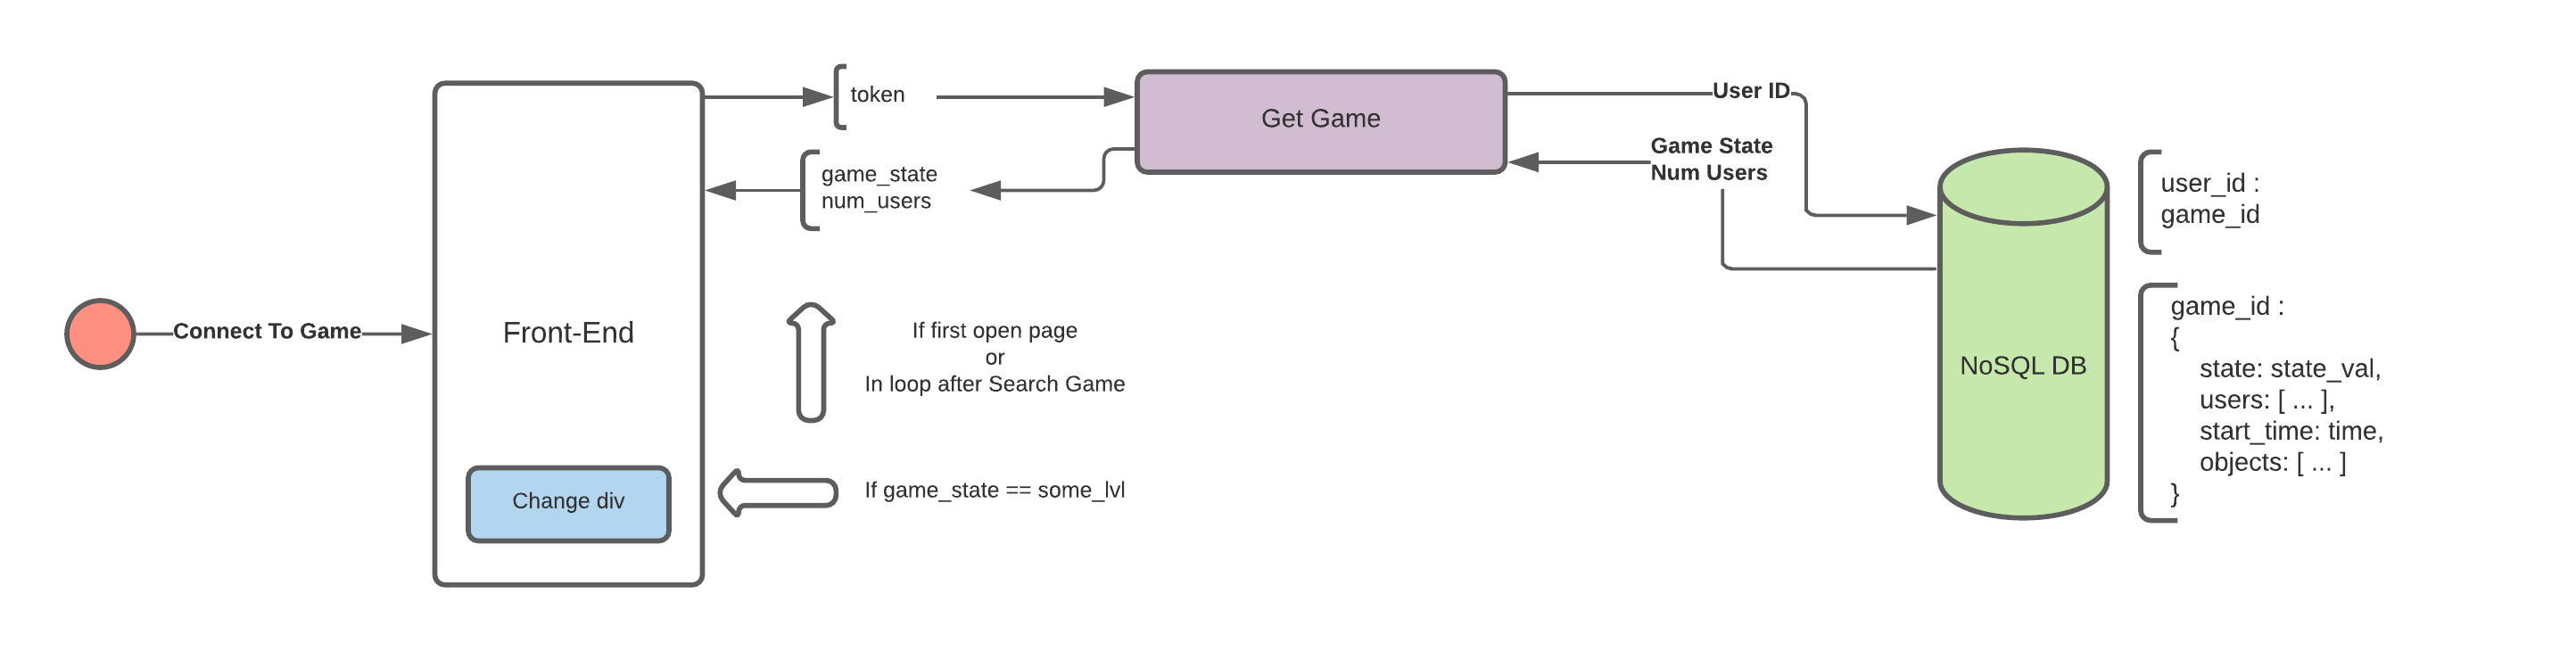 Connect To Game
Front-End
Change div
token
game_state
num_users
If first open page
or
In loop after Search Game
If game_state == some_lvl
Get Game
User ID
Game State
Num Users
NoSQL DB
user_id :
game_id
game_id :
{
state: state_val,
users: [ ... ],
start_time: time,
objects: [ ... ]
}